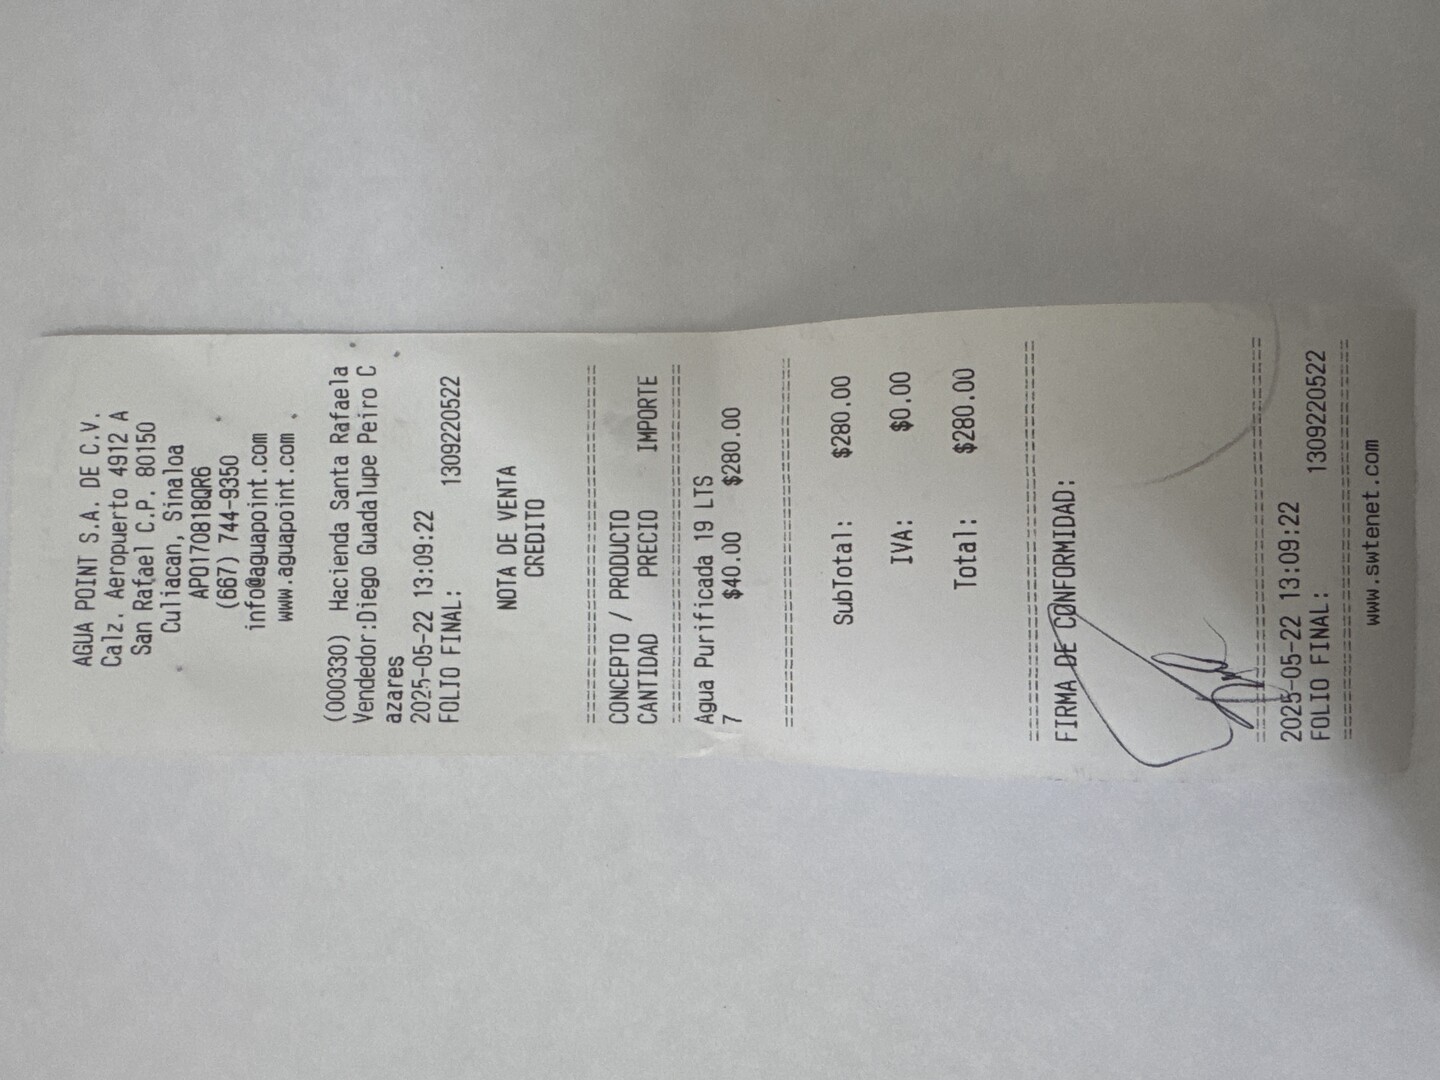 AGUA POINT S.A. DE C.V.
Calz. Aeropuerto 4912 A
San Rafael C.P. 80150
Culiacan, Sinaloa
APO170818QR6
(667) 744-9350
info@aguapoint.com
www.aguapoint.com
(000330) Hacienda Santa Rafaela
Vendedor:Diego Guadalupe Peiro C
azares
2025-05-22 13:09:22
FOLIO FINAL: 1309220522
NOTA DE VENTA
CREDITO
================================
CONCEPTO / PRODUCTO
CANTIDAD PRECIO IMPORTE
================================
Agua Purificada 19 LTS
7 $40.00 $280.00
================================
SubTotal: $280.00
IVA: $0.00
Total: $280.00
================================
FIRMA DE CONFORMIDAD:
================================
2025-05-22 13:09:22
FOLIO FINAL: 1309220522
================================
www.swtenet.com